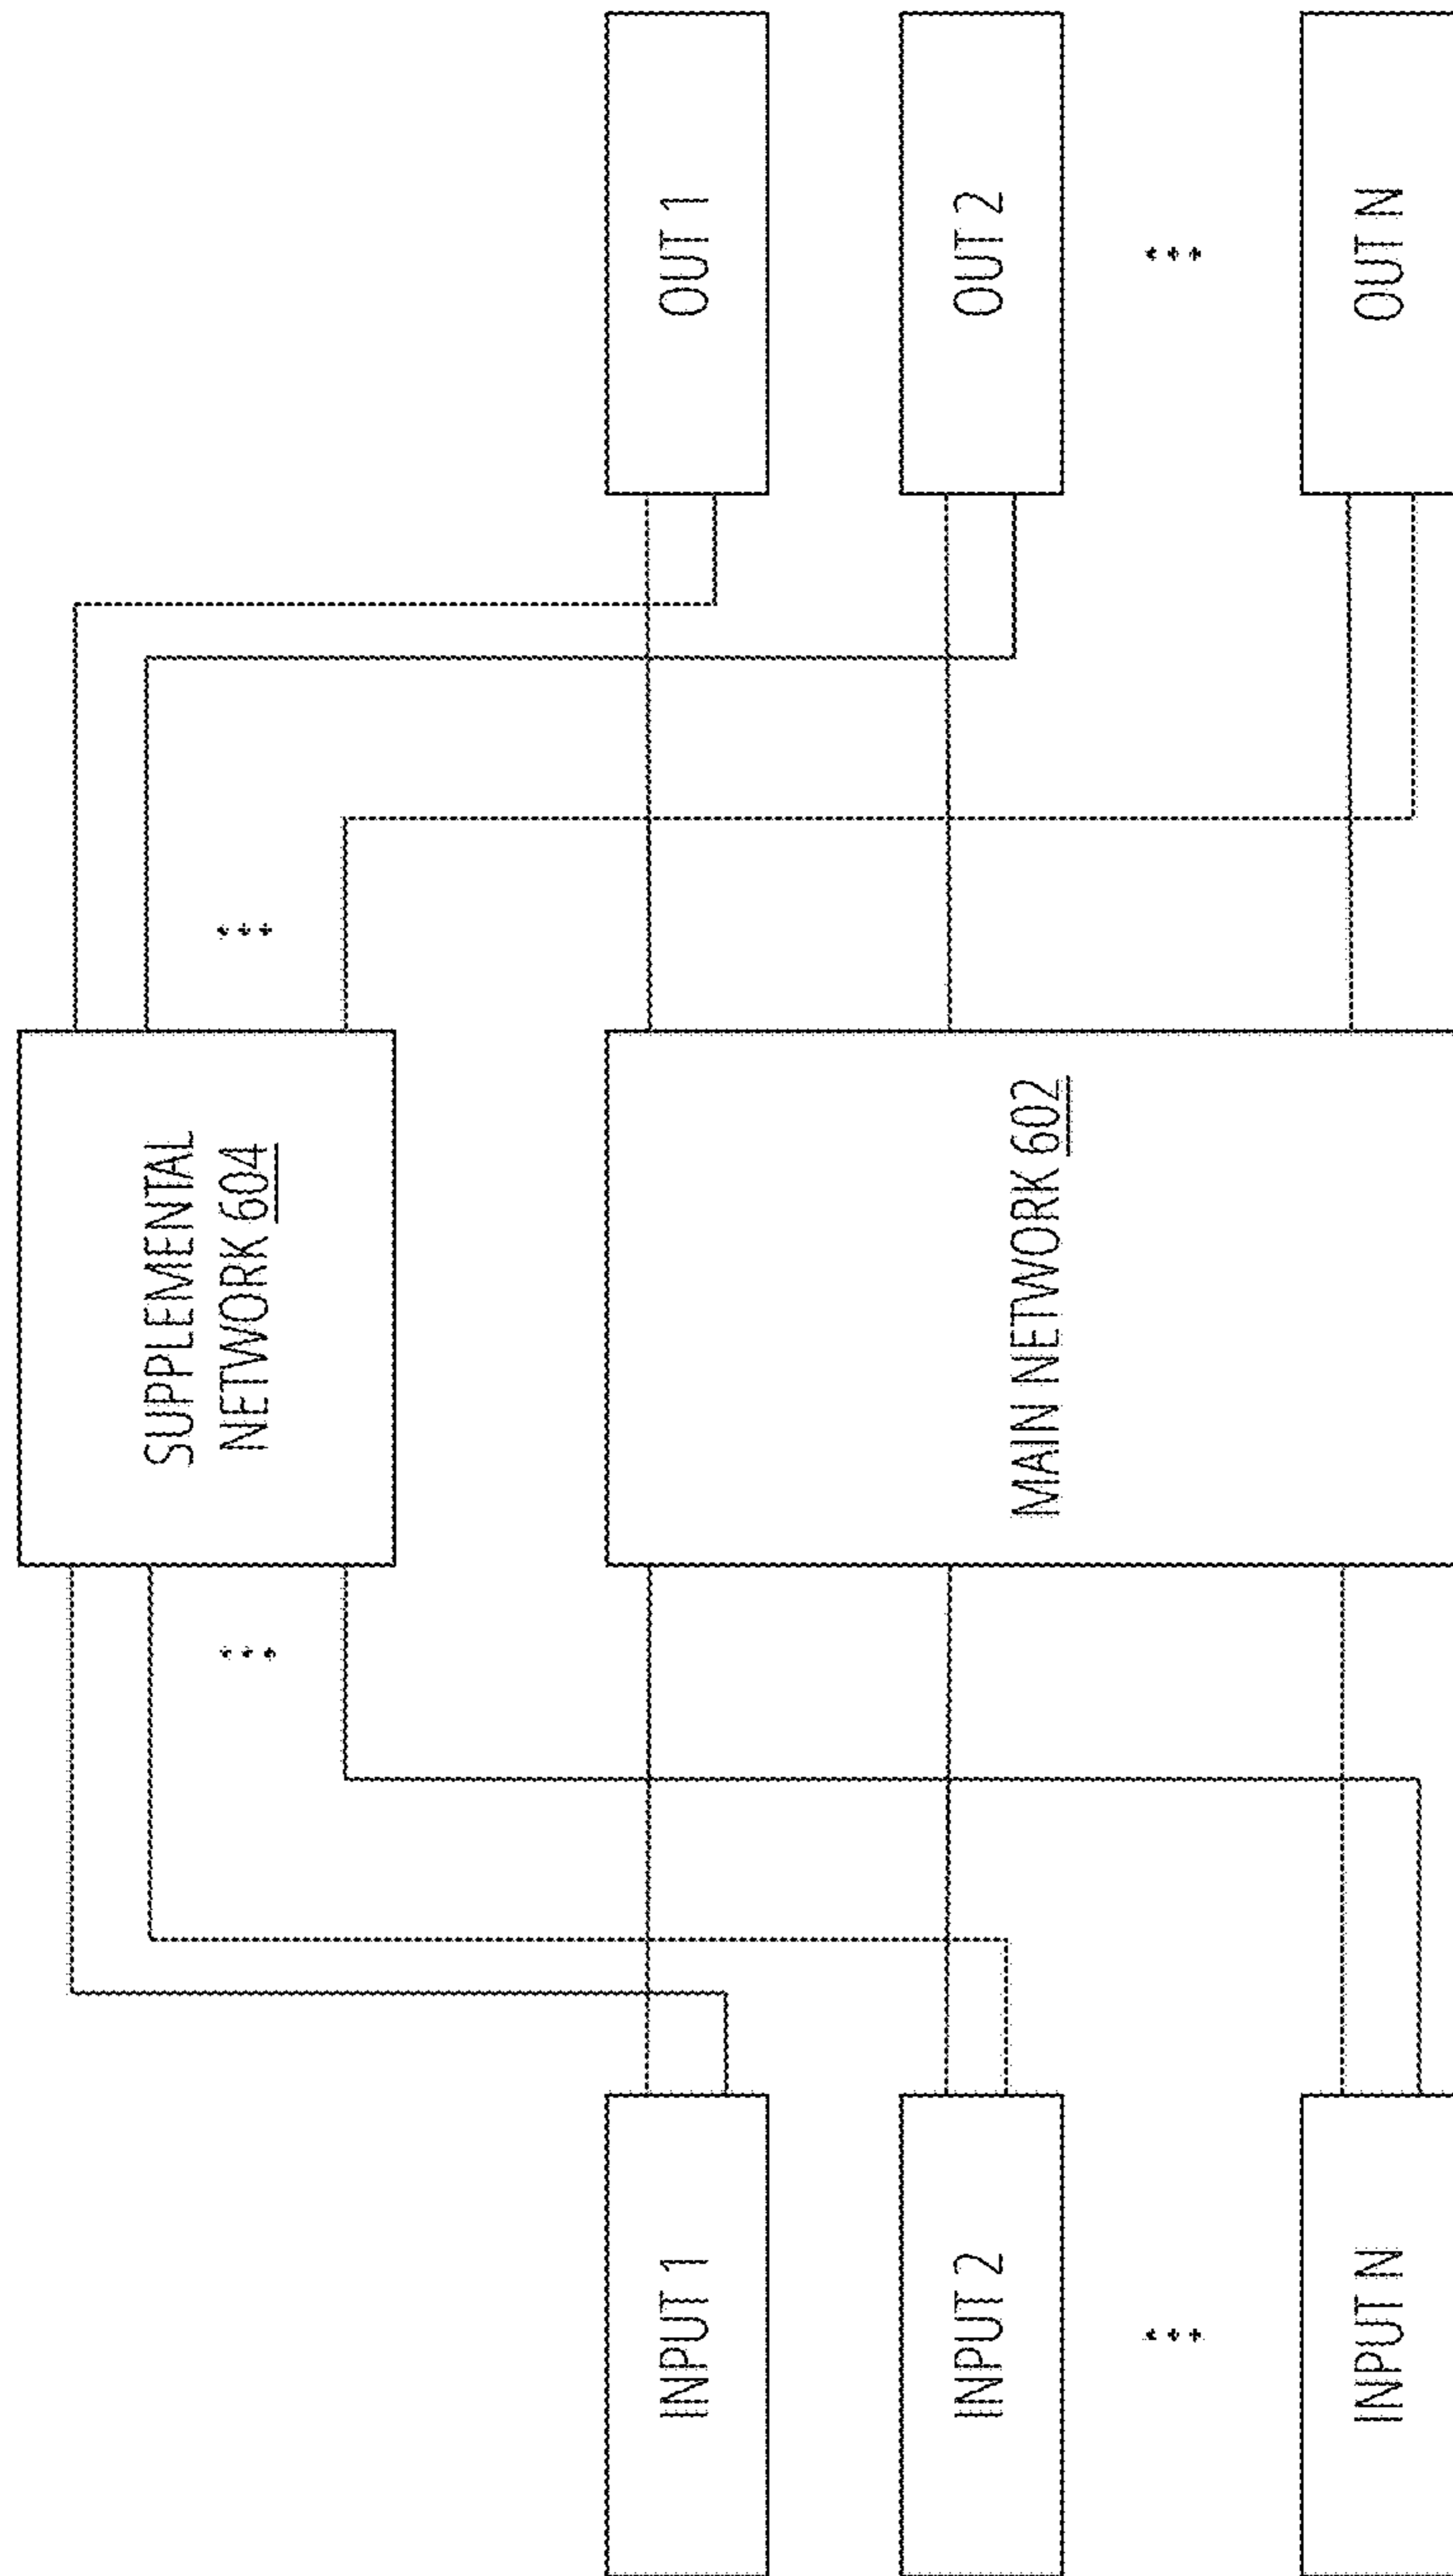 SUPPLEMENTAL
NETWORK 604
INPUT 1
OUT 1
INPUT 2
MAIN NETWORK 602
OUT 2
INPUT N
OUT N